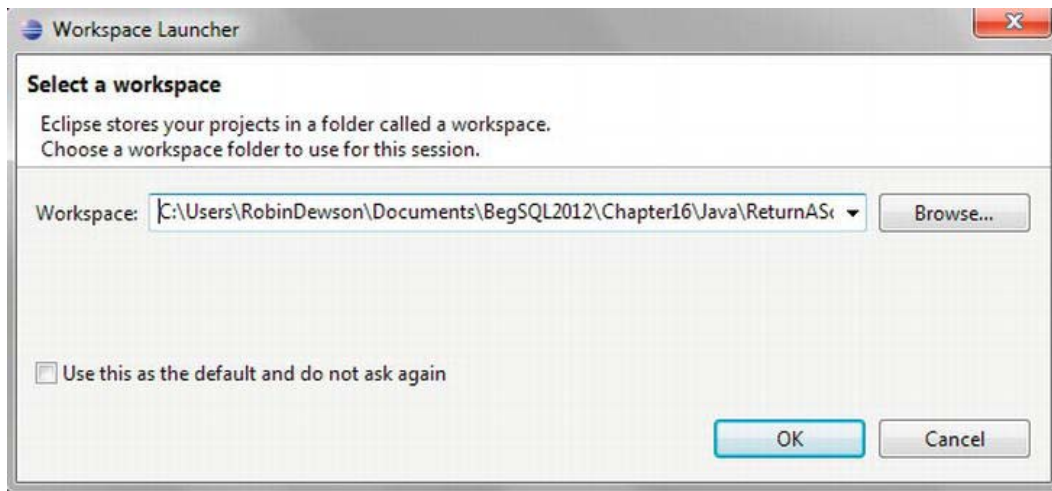 Workspace Launcher
Select a workspace
Eclipse stores your projects in a folder called a workspace.
Choose a workspace folder to use for this session.
Workspace: C:\Users\RobinDewson\Documents\BegSQL2012\Chapter16\Java\ReturnASc Browse...
Use this as the default and do not ask again
OK Cancel